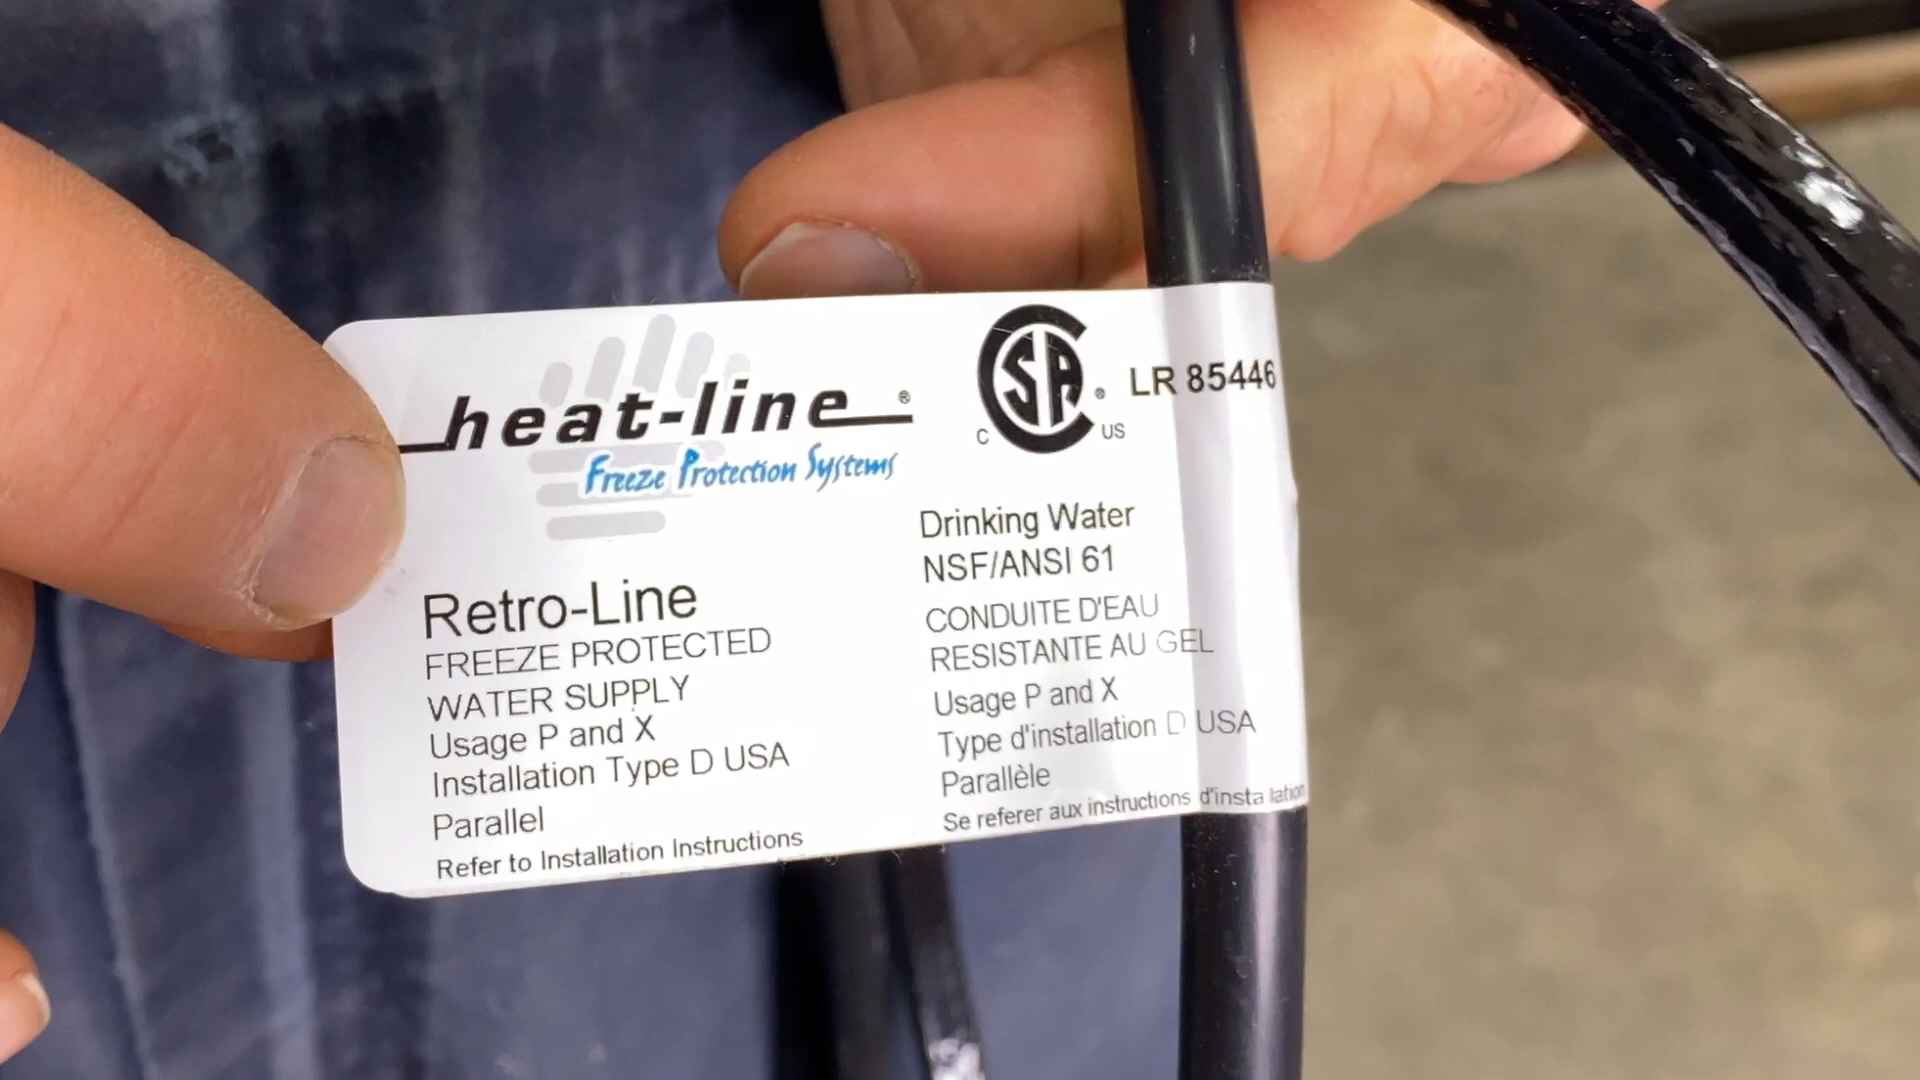 heat-line®
Freeze Protection Systems
CSA® LR 85446
C US
Retro-Line
FREEZE PROTECTED
WATER SUPPLY
Usage P and X
Installation Type D USA
Parallel
Refer to Installation Instructions
Drinking Water
NSF/ANSI 61
CONDUITE D'EAU
RESISTANTE AU GEL
Usage P and X
Type d'installation D USA
Parallèle
Se referer aux instructions d'installation